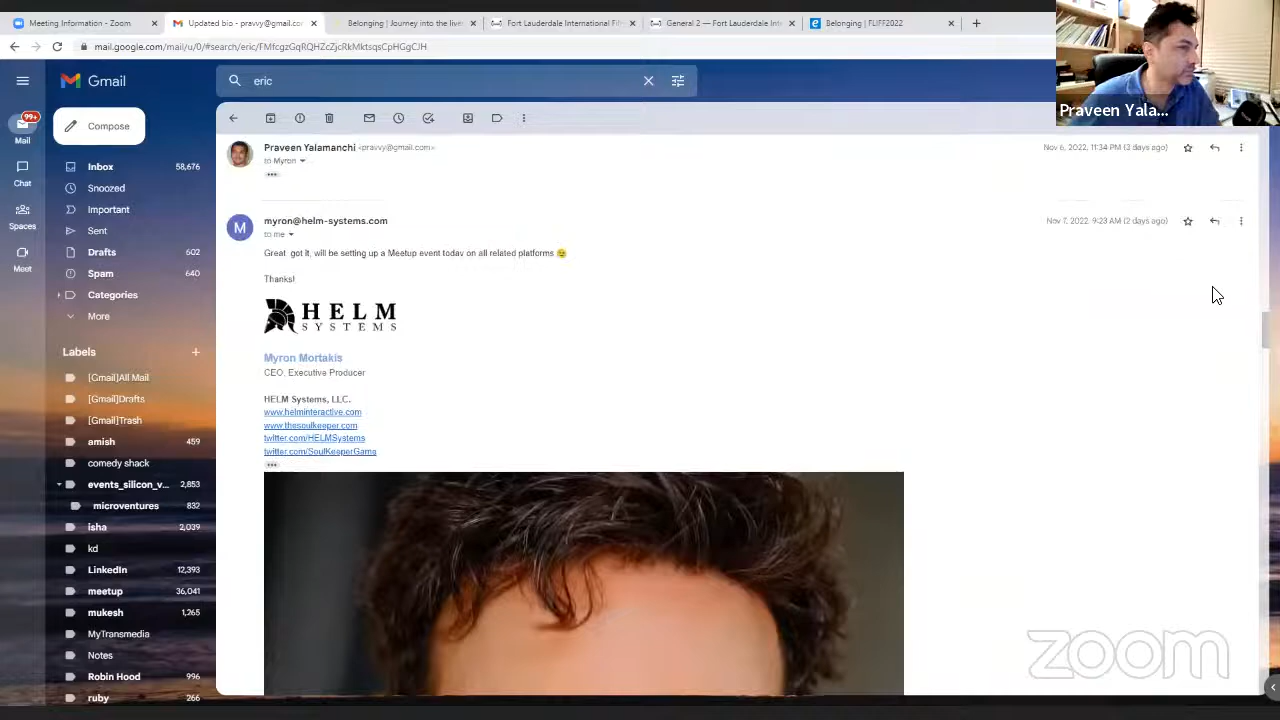 Meeting Information - Zoom
Updated bio - pravvy@gmail.co
Belonging | Journey into the live
Fort Lauderdale International Fil
General 2 — Fort Lauderdale Inte
Belonging | FLIFF2022
mail.google.com/mail/u/0/#search/eric/FMfcgzGqRQHZcZjcRkMktsqsCpHGgCJH
Gmail
eric
99+
Mail
Chat
Spaces
Meet
Compose
Inbox 58,676
Snoozed
Important
Sent
Drafts 602
Spam 640
Categories
More
Labels
[Gmail]All Mail
[Gmail]Drafts
[Gmail]Trash
amish 459
comedy shack
events_silicon_v... 2,853
microventures 832
isha 2,039
kd
LinkedIn 12,393
meetup 36,041
mukesh 1,265
MyTransmedia
Notes
Robin Hood 996
ruby 266
Praveen Yalamanchi <pravvy@gmail.com>
to Myron
Nov 6, 2022, 11:34 PM (3 days ago)
M
myron@helm-systems.com
to me
Nov 7, 2022, 9:23 AM (2 days ago)
Great got it, will be setting up a Meetup event today on all related platforms
Thanks!
HELM
SYSTEMS
Myron Mortakis
CEO, Executive Producer
HELM Systems, LLC.
www.helminteractive.com
www.thesoulkeeper.com
twitter.com/HELMSystems
twitter.com/SoulKeeperGame
Praveen Yala...
zoom